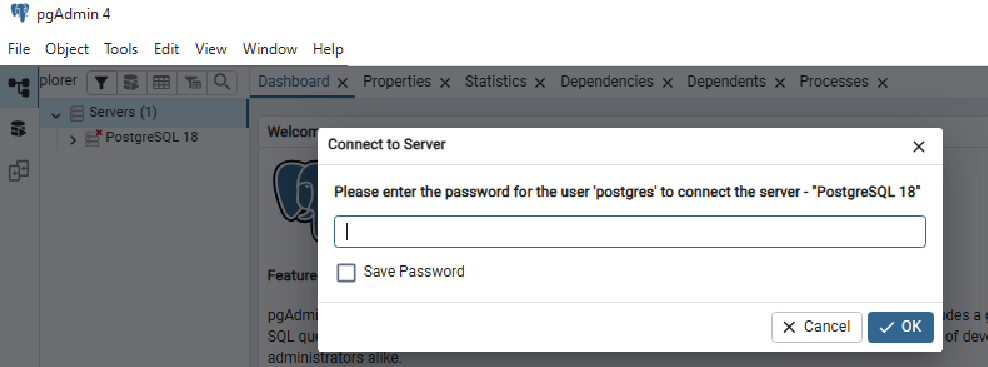 pgAdmin 4
File Object Tools Edit View Window Help
plorer Dashboard Properties Statistics Dependencies Dependents Processes
Servers (1)
PostgreSQL 18
Welcom
Connect to Server
Please enter the password for the user 'postgres' to connect the server - "PostgreSQL 18"
Save Password
Feature
Cancel OK
pgAdmi udes a g
SQL que of deve
administrators alike.